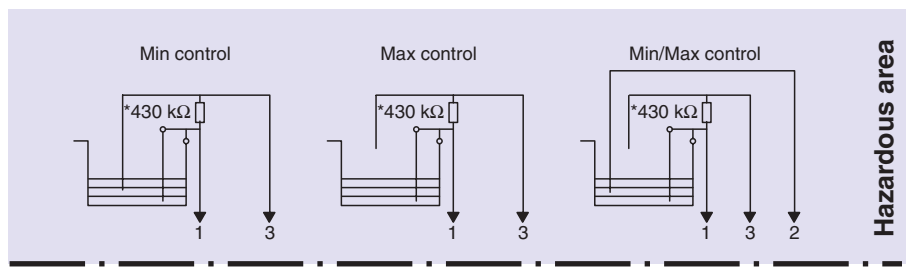 Min control
Max control
Min/Max control
*430 kΩ
*430 kΩ
*430 kΩ
1 3
1 3
1 3 2
Hazardous area